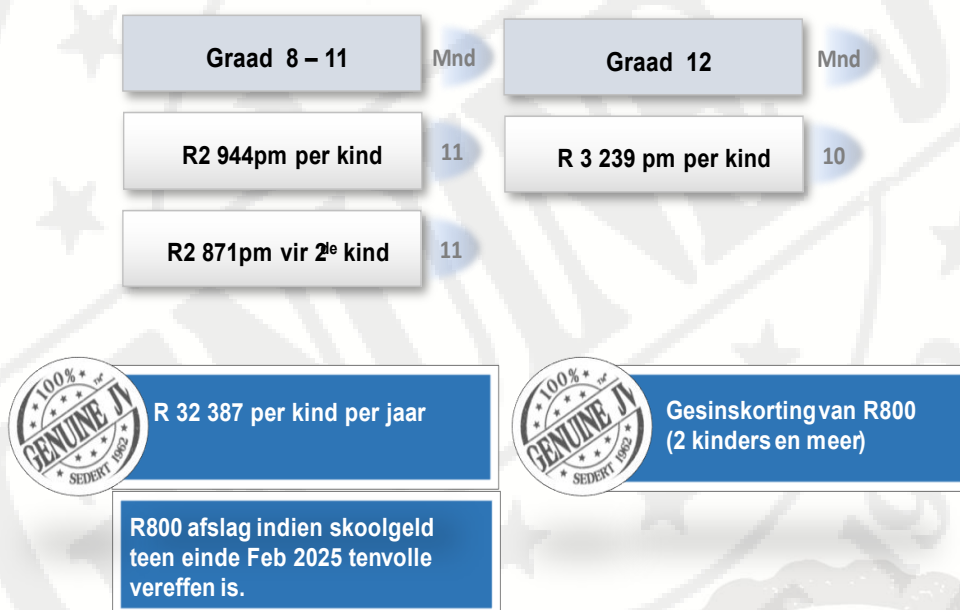 Graad 8 – 11
Mnd
Graad 12
Mnd
R2 944pm per kind
11
R 3 239 pm per kind
10
R2 871pm vir 2de kind
11
100%
GENUINE JV
SEDERT 1962
R 32 387 per kind per jaar
100%
GENUINE JV
SEDERT 1962
Gesinskortingvan R800
(2 kinders en meer)
R800 afslag indien skoolgeld
teen einde Feb 2025 tenvolle
vereffen is.